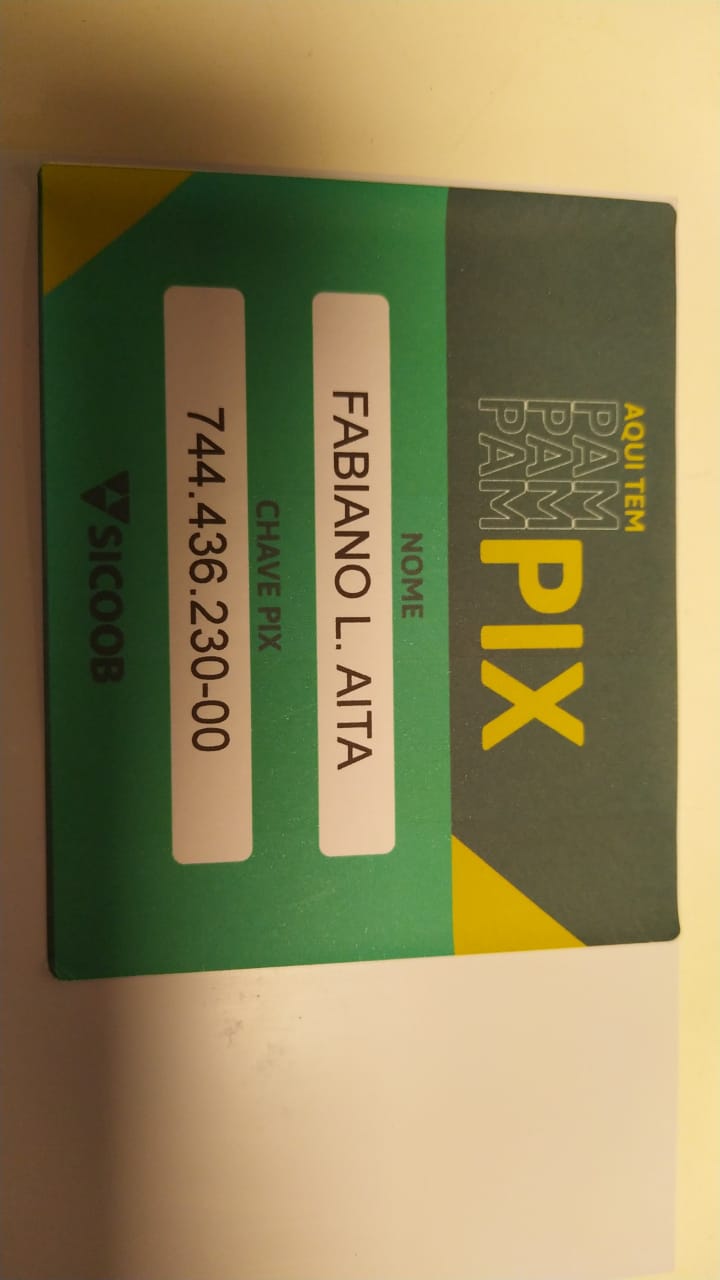 AQUI TEM
PAM
PAM
PAM PIX
NOME
FABIANO L. AITA
CHAVE PIX
744.436.230-00
SICOOB